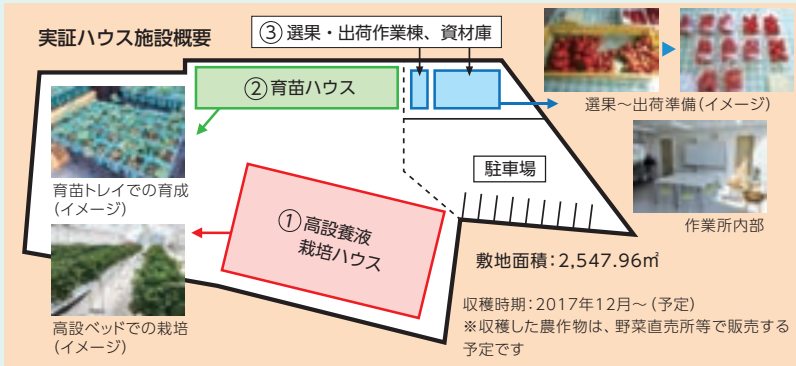 実証ハウス施設概要
③ 選果・出荷作業棟、資材庫
② 育苗ハウス
選果～出荷準備(イメージ)
育苗トレイでの育成
(イメージ)
駐車場
作業所内部
① 高設養液
栽培ハウス
敷地面積:2,547.96㎡
高設ベッドでの栽培
(イメージ)
収穫時期:2017年12月～(予定)
※収穫した農作物は、野菜直売所等で販売する
予定です